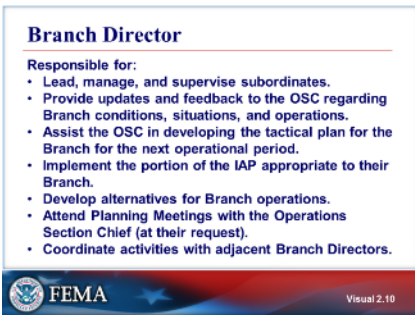 Branch Director
Responsible for:
• Lead, manage, and supervise subordinates.
• Provide updates and feedback to the OSC regarding
Branch conditions, situations, and operations.
• Assist the OSC in developing the tactical plan for the
Branch for the next operational period.
• Implement the portion of the IAP appropriate to their
Branch.
• Develop alternatives for Branch operations.
• Attend Planning Meetings with the Operations
Section Chief (at their request).
• Coordinate activities with adjacent Branch Directors.
FEMA
Visual 2.10